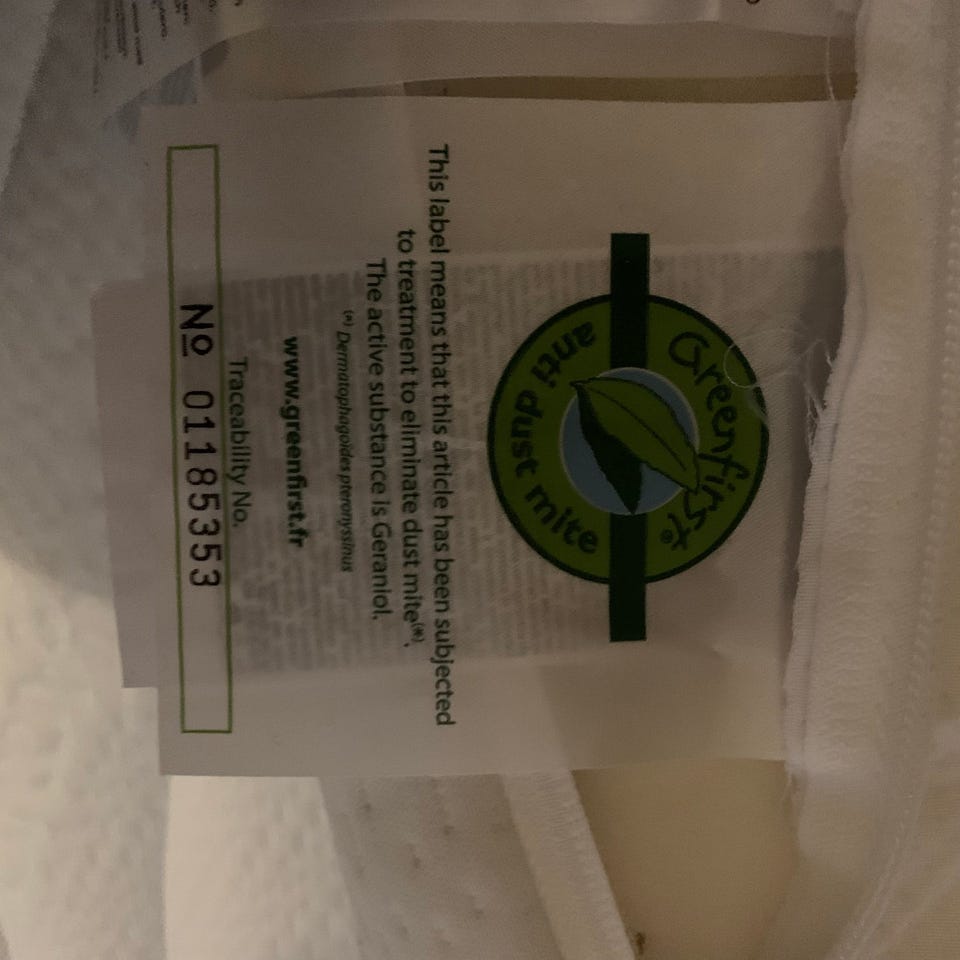 Greenfirst®
anti dust mite
This label means that this article has been subjected
to treatment to eliminate dust mite(*).
The active substance is Geraniol.
(*) Dermatophagoides pteronyssinus
www.greenfirst.fr
Traceability No.
No 01185353